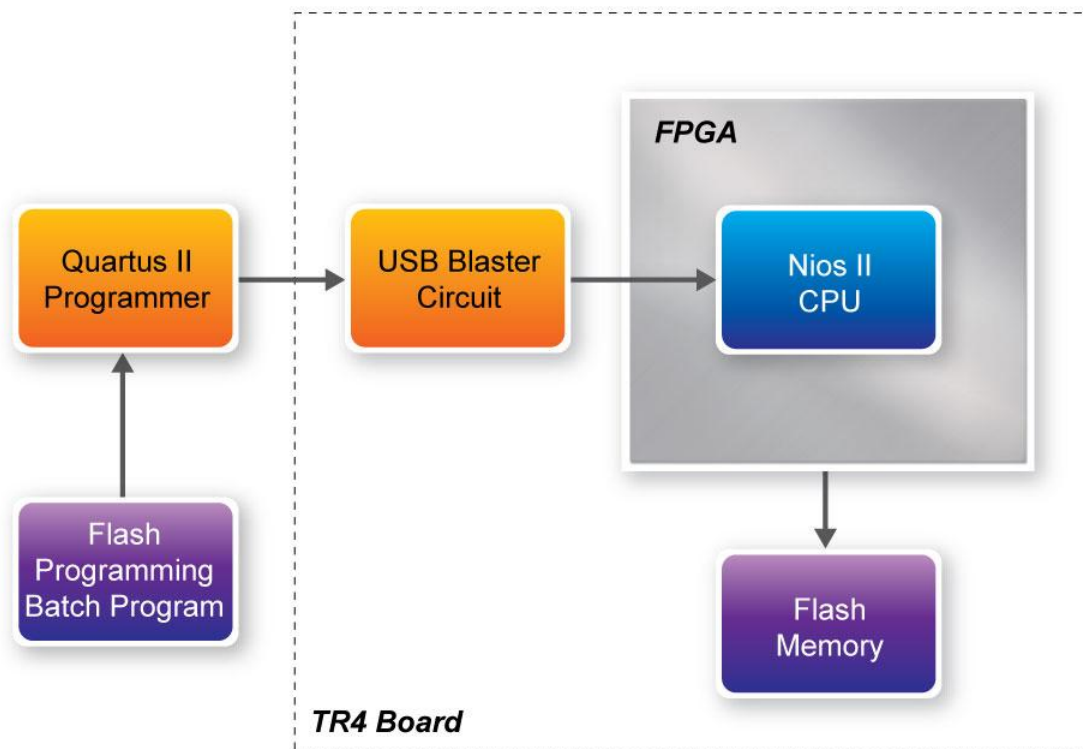 FPGA
Quartus II
Programmer
USB Blaster
Circuit
Nios II
CPU
Flash
Programming
Batch Program
Flash
Memory
TR4 Board